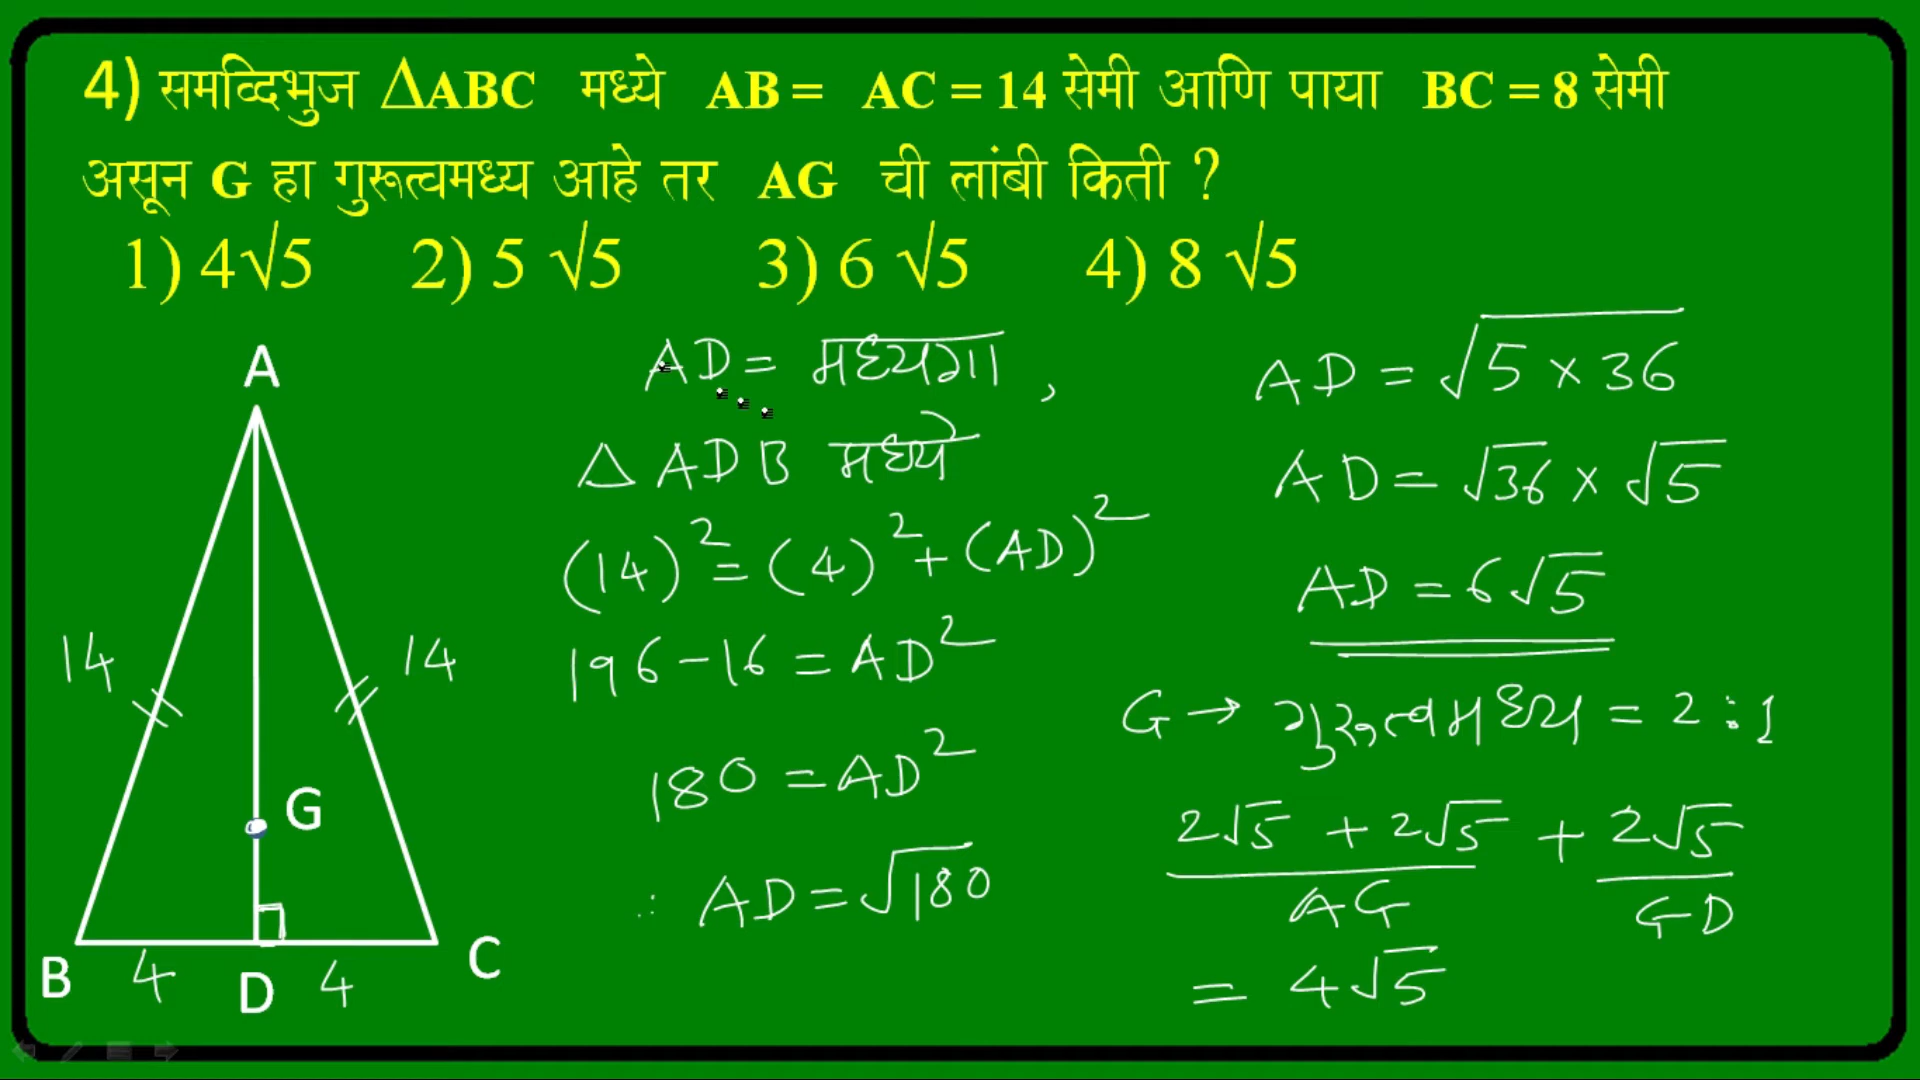 4) समव्दिभुज ΔABC मध्ये AB = AC = 14 सेमी आणि पाया BC = 8 सेमी
असून G हा गुरूत्वमध्य आहे तर AG ची लांबी किती ?
1) 4√5 2) 5 √5 3) 6 √5 4) 8 √5
A
14
14
G
B
4
D
4
C
AD = मध्यगा ,
Δ ADB मध्ये
(14)² = (4)² + (AD)²
196 - 16 = AD²
180 = AD²
∴ AD = √180
AD = √5 × 36
AD = √36 × √5
AD = 6√5
G → गुरूत्वमध्य = 2 : 1
2√5 + 2√5 + 2√5
AG GD
= 4√5